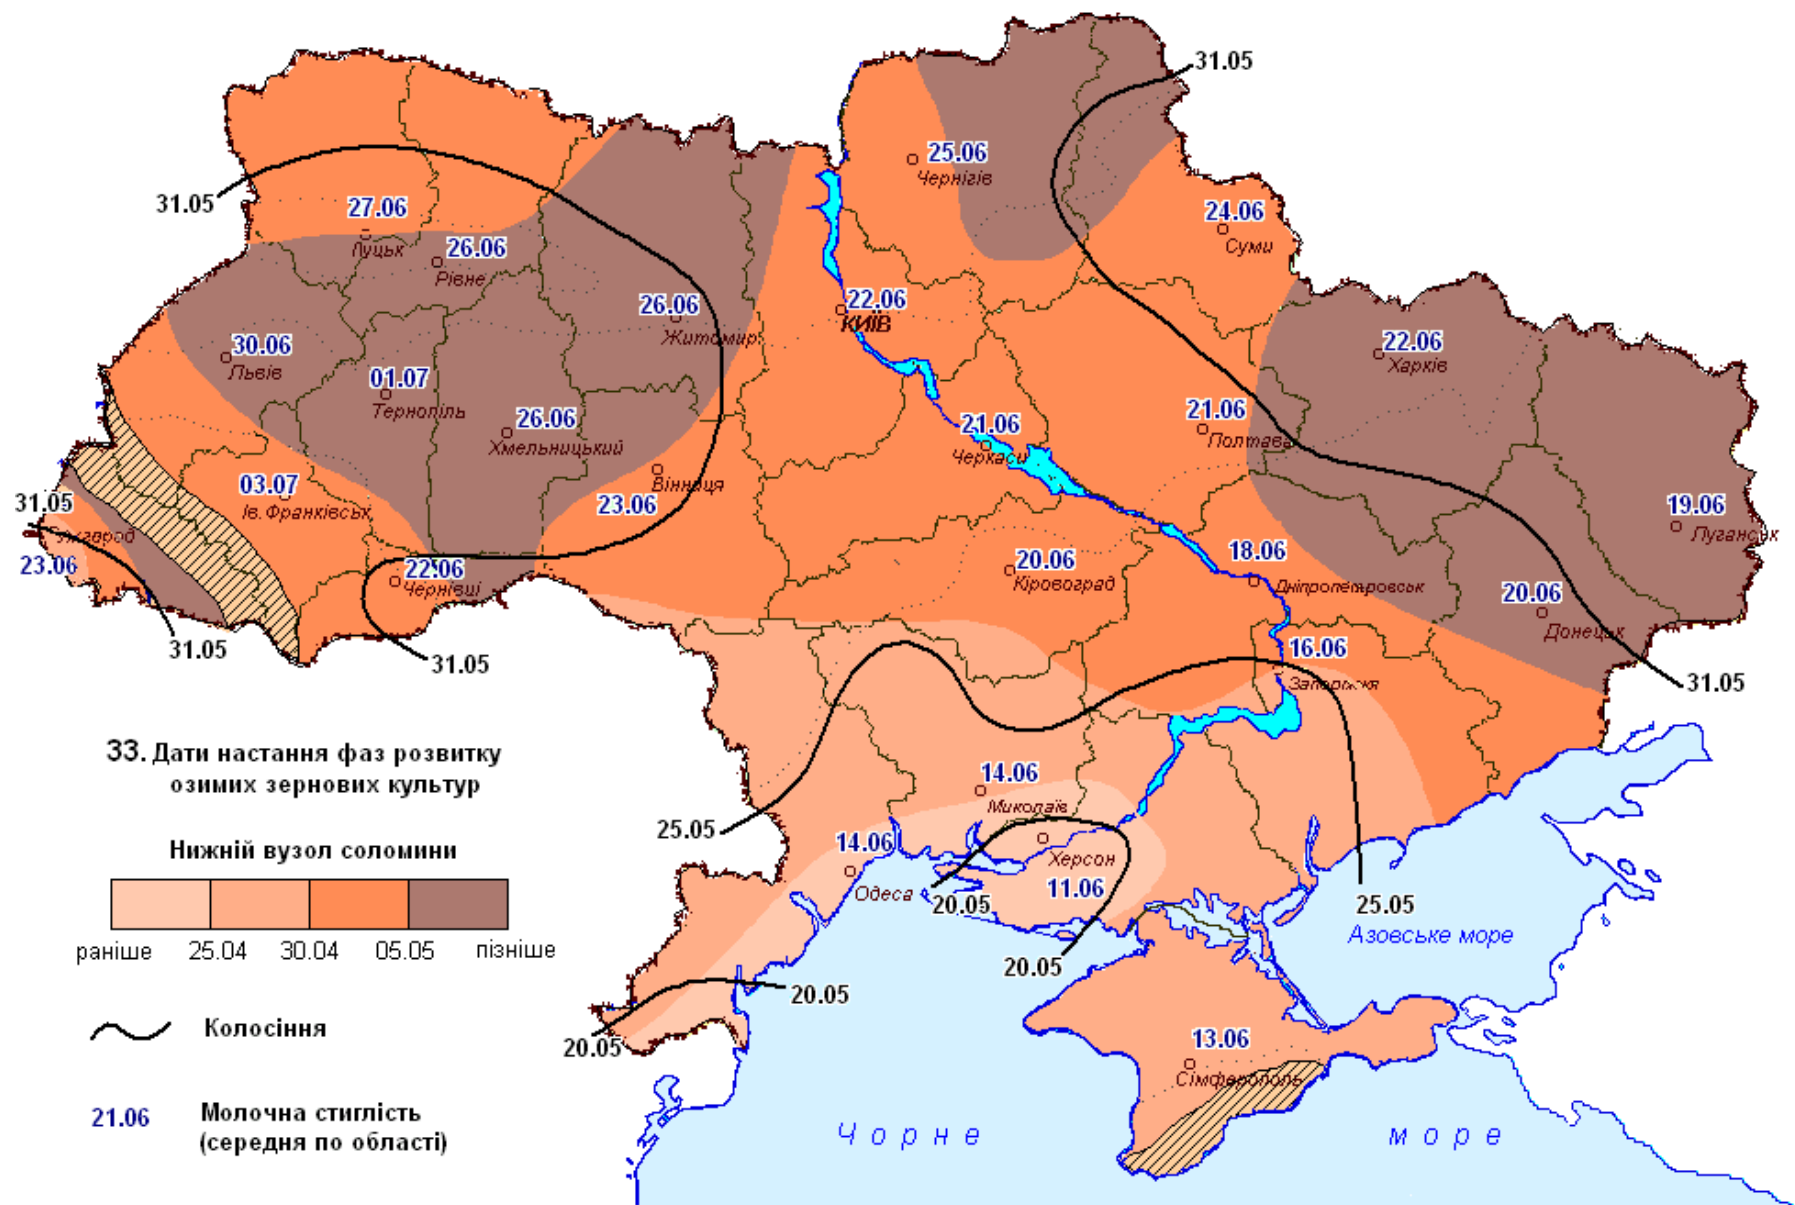 31.05
25.06
Чернігів
31.05
27.06
Луцьк
26.06
Рівне
24.06
Суми
26.06
Житомир
22.06
КИЇВ
30.06
Львів
22.06
Харків
01.07
Тернопіль
26.06
Хмельницький
21.06
Черкаси
21.06
Полтава
03.07
Ів.Франківськ
Вінниця
23.06
31.05
Ужгород
23.06
19.06
Луганськ
22.06
Чернівці
20.06
Кіровоград
18.06
Дніпропетровськ
20.06
Донецьк
31.05
31.05
16.06
Запоріжжя
31.05
33. Дати настання фаз розвитку
озимих зернових культур
14.06
Миколаїв
25.05
Нижній вузол соломини
14.06
Одеса
Херсон
11.06
20.05
25.05
раніше 25.04 30.04 05.05 пізніше
Азовське море
20.05
20.05
20.05
Колосіння
13.06
Сімферополь
21.06 Молочна стиглість
(середня по області)
Чорне море